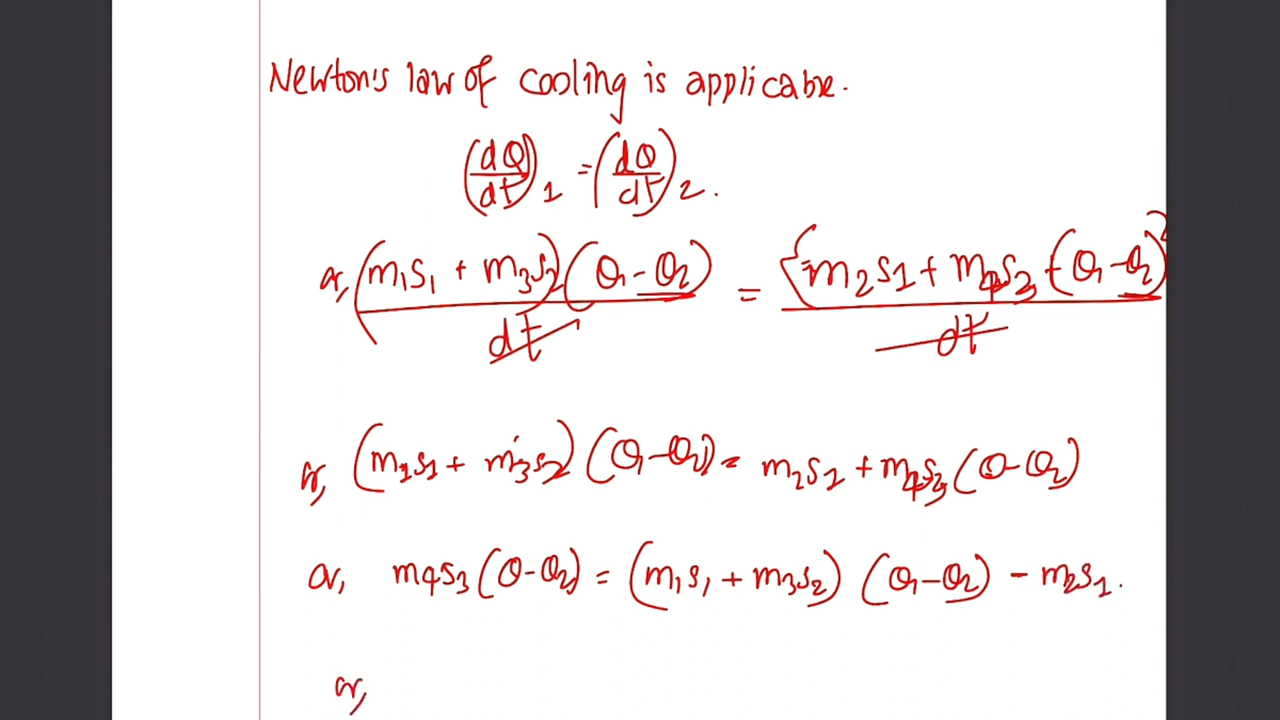 Newton's law of cooling is applicabe.
(dQ/dt)1 = (dQ/dt)2.
or, (m1s1 + m3s2)(θ1-θ2)/dt = {m2s1+m4s3 (θ1-θ2)}/dt
or, (m1s1+ m3s2)(θ1-θ2) = m2s1 + m4s3(θ-θ2)
or, m4s3(θ-θ2) = (m1s1 + m3s2) (θ1-θ2) - m2s1.
or,